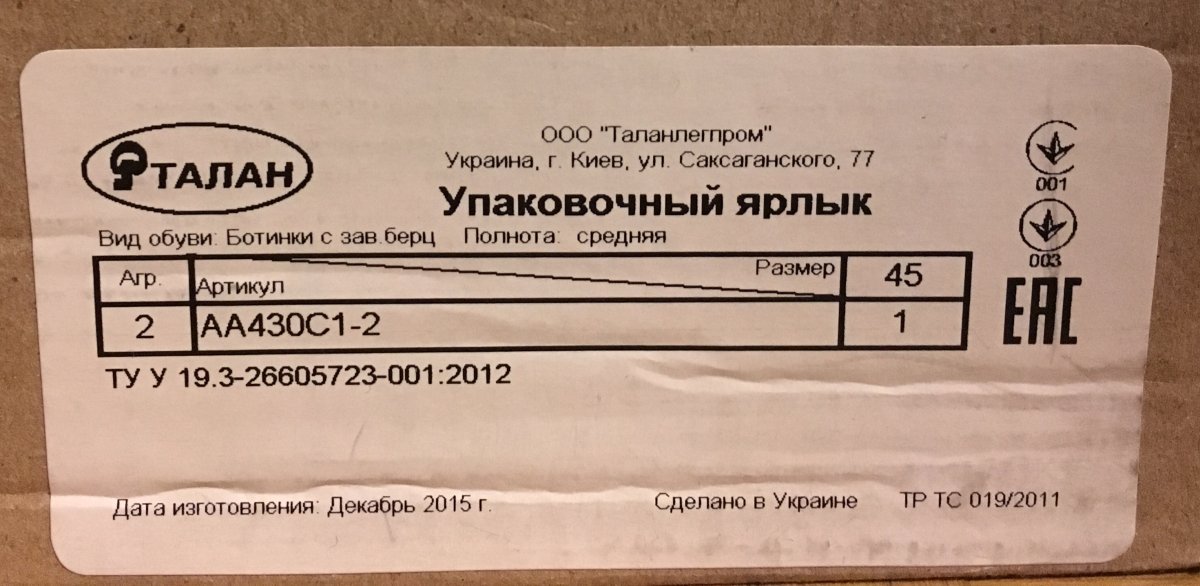 ТАЛАН
ООО "Таланлегпром"
Украина, г. Киев, ул. Саксаганского, 77
Упаковочный ярлык
Вид обуви: Ботинки с зав.берц Полнота: средняя
Агр. Артикул Размер 45
2 АА430С1-2 1
ТУ У 19.3-26605723-001:2012
Дата изготовления: Декабрь 2015 г. Сделано в Украине ТР ТС 019/2011
001
003
ЕАС